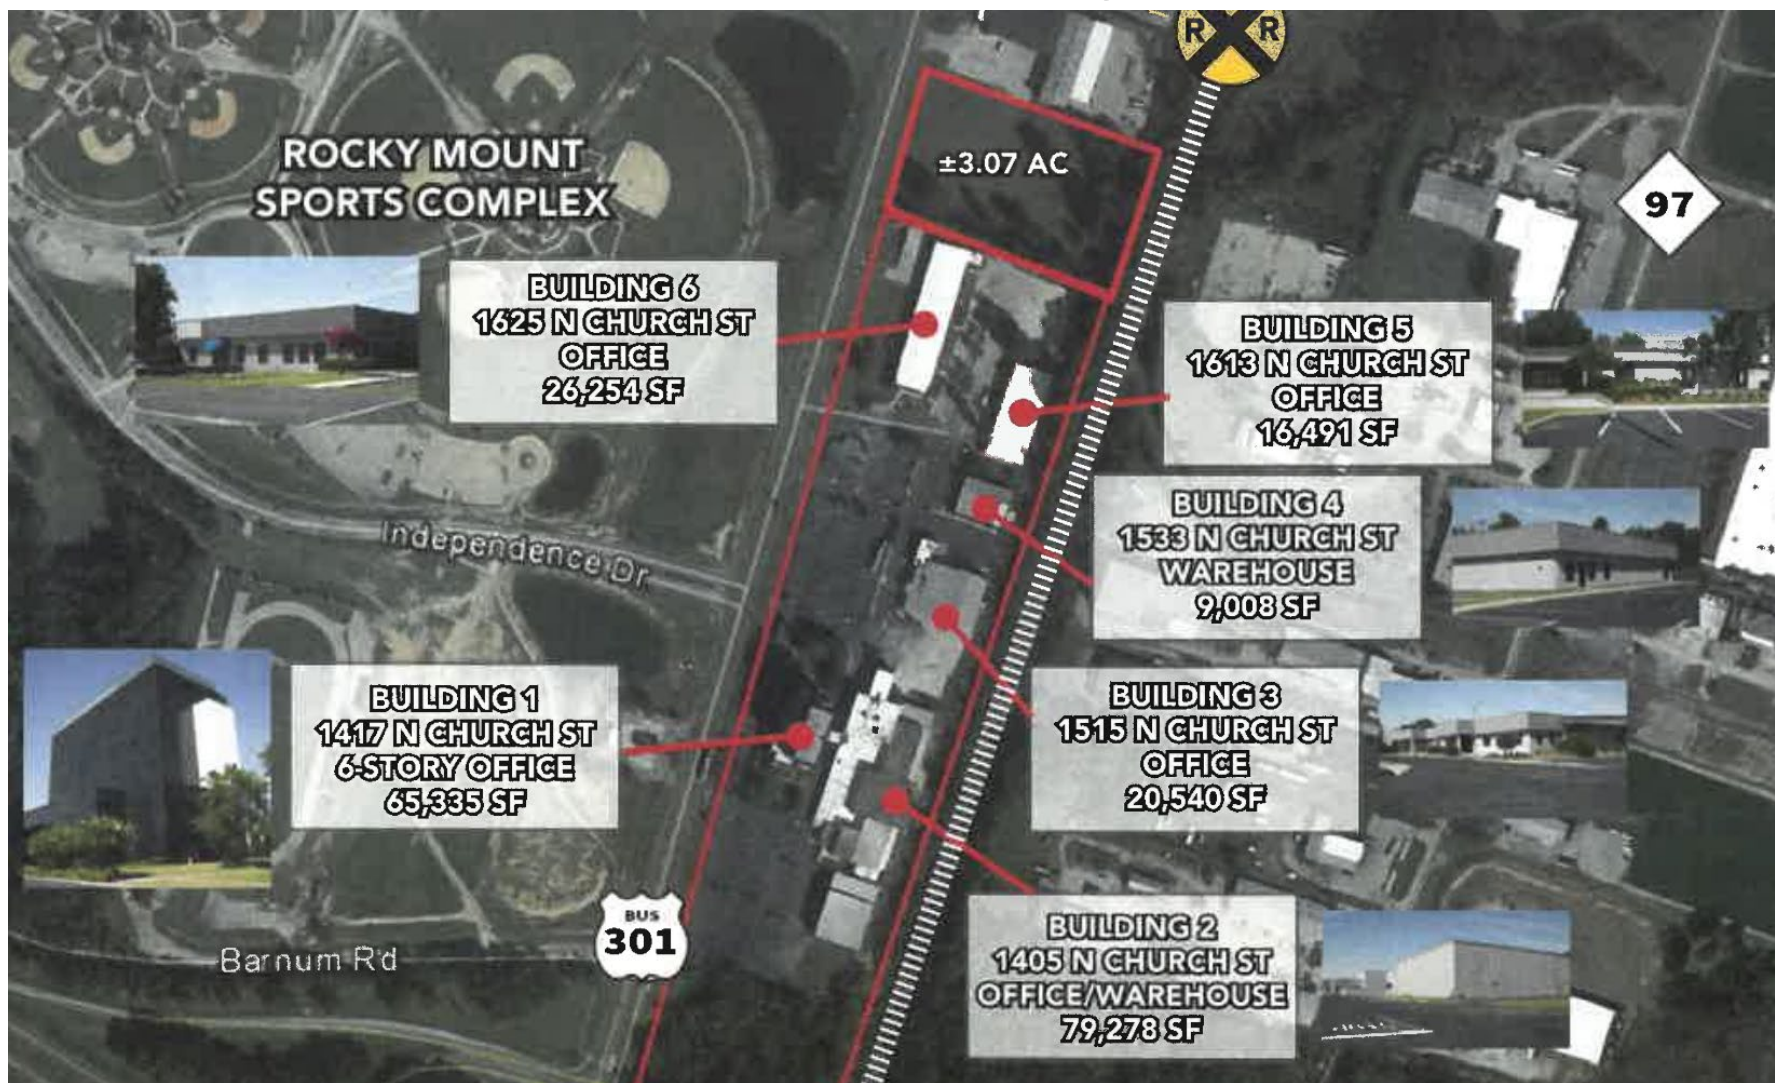 R R
ROCKY MOUNT
SPORTS COMPLEX
±3.07 AC
97
BUILDING 6
1625 N CHURCH ST
OFFICE
26,254 SF
BUILDING 5
1613 N CHURCH ST
OFFICE
16,491 SF
BUILDING 4
1533 N CHURCH ST
WAREHOUSE
9,008 SF
Independence Dr
BUILDING 1
1417 N CHURCH ST
6-STORY OFFICE
65,335 SF
BUILDING 3
1515 N CHURCH ST
OFFICE
20,540 SF
BUS
301
Barnum Rd
BUILDING 2
1405 N CHURCH ST
OFFICE/WAREHOUSE
79,278 SF